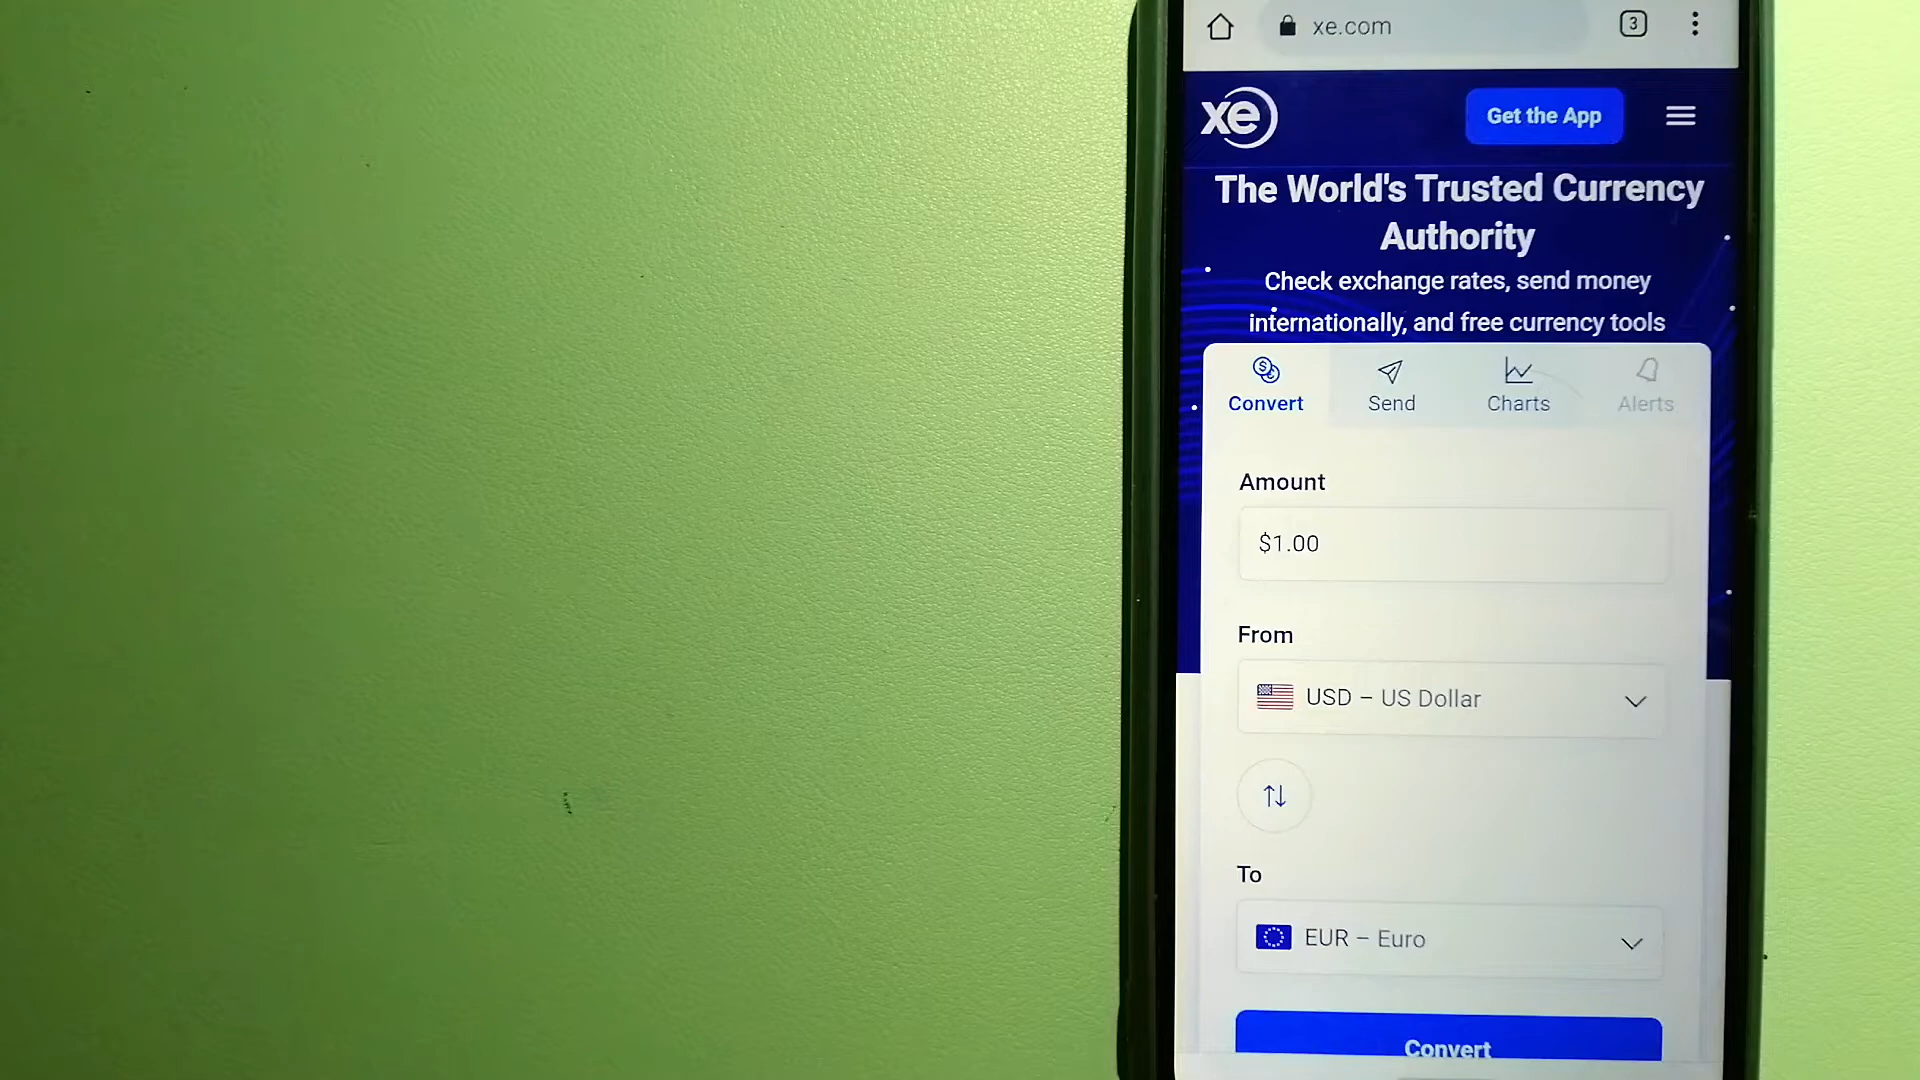 xe.com
3
xe
Get the App
The World's Trusted Currency
Authority
Check exchange rates, send money
internationally, and free currency tools
Convert
Send
Charts
Alerts
Amount
$1.00
From
USD – US Dollar
To
EUR – Euro
Convert